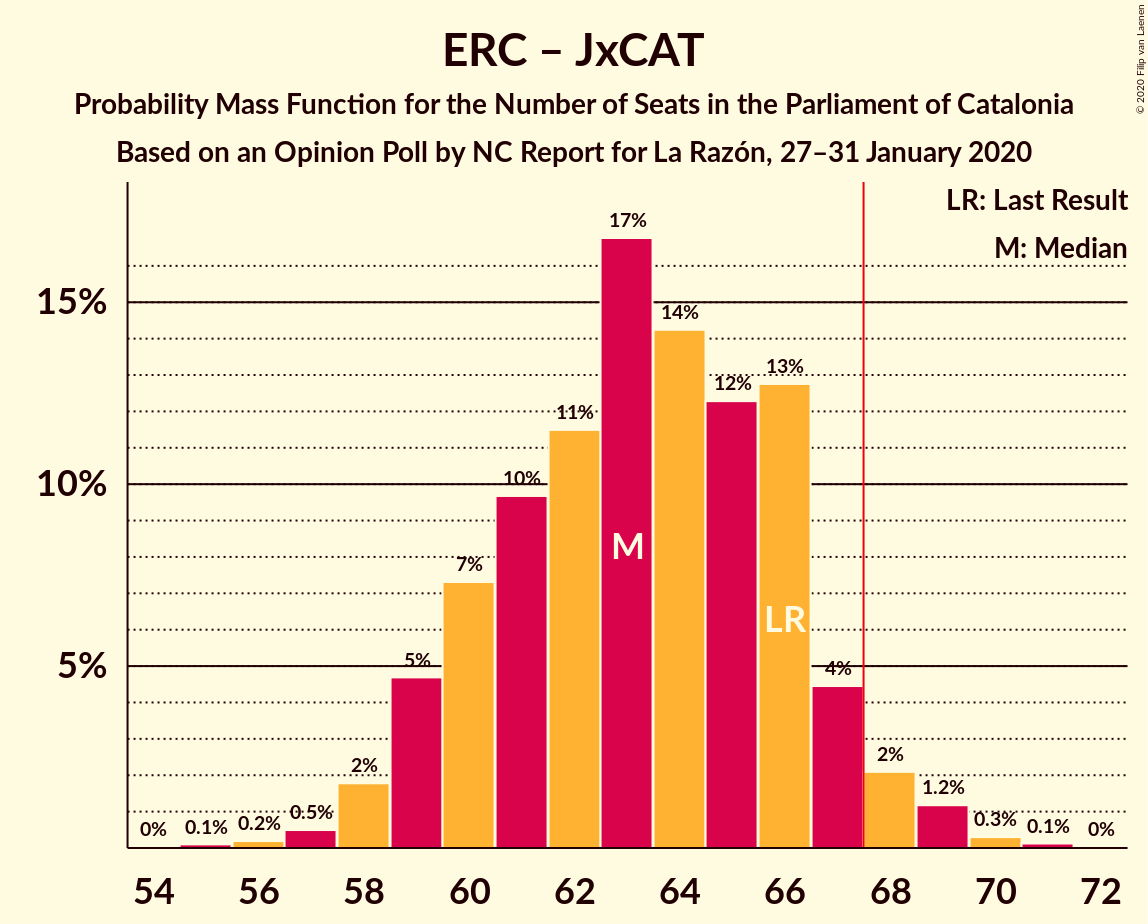 ERC – JxCAT
Probability Mass Function for the Number of Seats in the Parliament of Catalonia
Based on an Opinion Poll by NC Report for La Razón, 27–31 January 2020
© 2020 Filip van Laenen
LR: Last Result
M: Median
15%
10%
5%
0%
0.1%
0.2%
0.5%
2%
5%
7%
10%
11%
17%
14%
12%
13%
4%
2%
1.2%
0.3%
0.1%
0%
M
LR
54 56 58 60 62 64 66 68 70 72